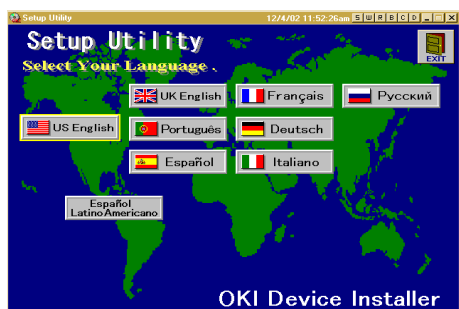 Setup Utility
12/4/02 11:52:26am S W R B C D
Setup Utility
EXIT
Select Your Language .
UK English
Français
Русский
US English
Português
Deutsch
Español
Italiano
Español
Latino Americano
OKI Device Installer